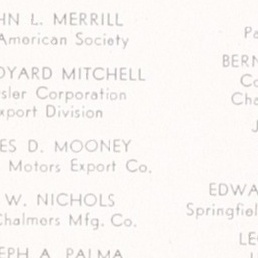 HN L. MERRILL
American Society
OYARD MITCHELL
sler Corporation
xport Division
ES D. MOONEY
Motors Export Co.
W. NICHOLS
Chalmers Mfg. Co.
EPH A. PALMA
Pa
BERN
Co
Cha
J
EDWA
Springfiel
LE